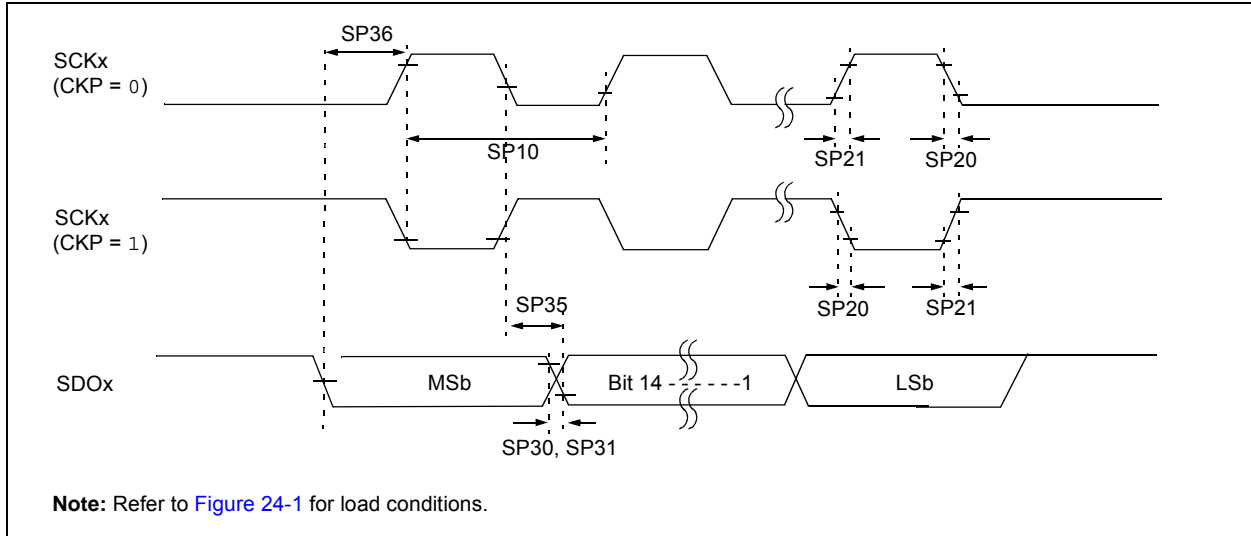 SP36
SCKx
(CKP = 0)
SP10
SP21
SP20
SCKx
(CKP = 1)
SP35
SP20
SP21
SDOx
MSb
Bit 14 - - - - - -1
LSb
SP30, SP31
Note: Refer to Figure 24-1 for load conditions.